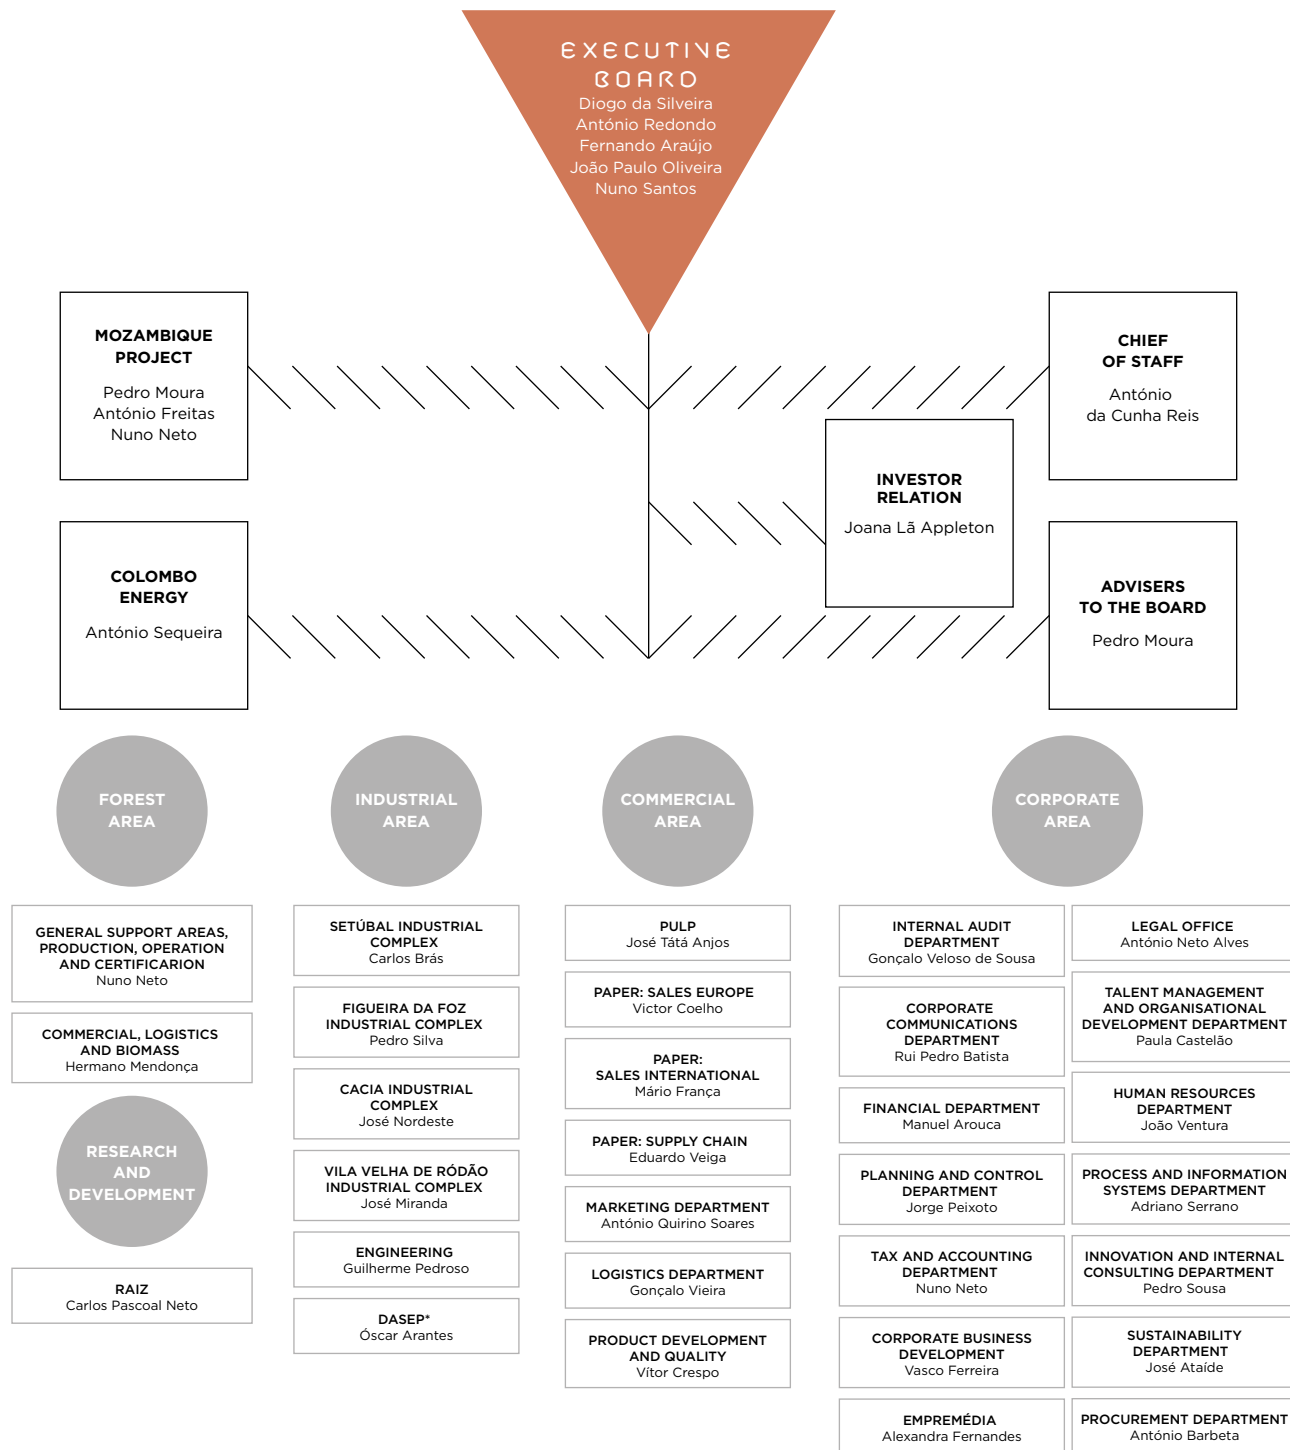 EXECUTIVE
BOARD
Diogo da Silveira
António Redondo
Fernando Araújo
João Paulo Oliveira
Nuno Santos
MOZAMBIQUE
PROJECT
Pedro Moura
António Freitas
Nuno Neto
CHIEF
OF STAFF
António
da Cunha Reis
INVESTOR
RELATION
Joana Lã Appleton
COLOMBO
ENERGY
António Sequeira
ADVISERS
TO THE BOARD
Pedro Moura
FOREST
AREA
GENERAL SUPPORT AREAS,
PRODUCTION, OPERATION
AND CERTIFICARION
Nuno Neto
COMMERCIAL, LOGISTICS
AND BIOMASS
Hermano Mendonça
RESEARCH
AND
DEVELOPMENT
RAIZ
Carlos Pascoal Neto
INDUSTRIAL
AREA
SETÚBAL INDUSTRIAL
COMPLEX
Carlos Brás
FIGUEIRA DA FOZ
INDUSTRIAL COMPLEX
Pedro Silva
CACIA INDUSTRIAL
COMPLEX
José Nordeste
VILA VELHA DE RÓDÃO
INDUSTRIAL COMPLEX
José Miranda
ENGINEERING
Guilherme Pedroso
DASEP*
Óscar Arantes
COMMERCIAL
AREA
PULP
José Tátá Anjos
PAPER: SALES EUROPE
Victor Coelho
PAPER:
SALES INTERNATIONAL
Mário França
PAPER: SUPPLY CHAIN
Eduardo Veiga
MARKETING DEPARTMENT
António Quirino Soares
LOGISTICS DEPARTMENT
Gonçalo Vieira
PRODUCT DEVELOPMENT
AND QUALITY
Vítor Crespo
CORPORATE
AREA
INTERNAL AUDIT
DEPARTMENT
Gonçalo Veloso de Sousa
CORPORATE
COMMUNICATIONS
DEPARTMENT
Rui Pedro Batista
FINANCIAL DEPARTMENT
Manuel Arouca
PLANNING AND CONTROL
DEPARTMENT
Jorge Peixoto
TAX AND ACCOUNTING
DEPARTMENT
Nuno Neto
CORPORATE BUSINESS
DEVELOPMENT
Vasco Ferreira
EMPREMÉDIA
Alexandra Fernandes
LEGAL OFFICE
António Neto Alves
TALENT MANAGEMENT
AND ORGANISATIONAL
DEVELOPMENT DEPARTMENT
Paula Castelão
HUMAN RESOURCES
DEPARTMENT
João Ventura
PROCESS AND INFORMATION
SYSTEMS DEPARTMENT
Adriano Serrano
INNOVATION AND INTERNAL
CONSULTING DEPARTMENT
Pedro Sousa
SUSTAINABILITY
DEPARTMENT
José Ataíde
PROCUREMENT DEPARTMENT
António Barbeta